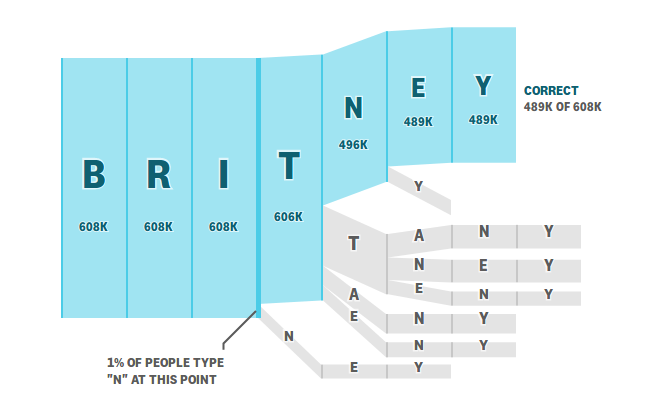 B R I T N E Y
608K 608K 608K 606K 496K 489K 489K
CORRECT
489K OF 608K
Y
T A N Y
N E Y
E N Y
A N Y
E N Y
N E Y
1% OF PEOPLE TYPE
"N" AT THIS POINT